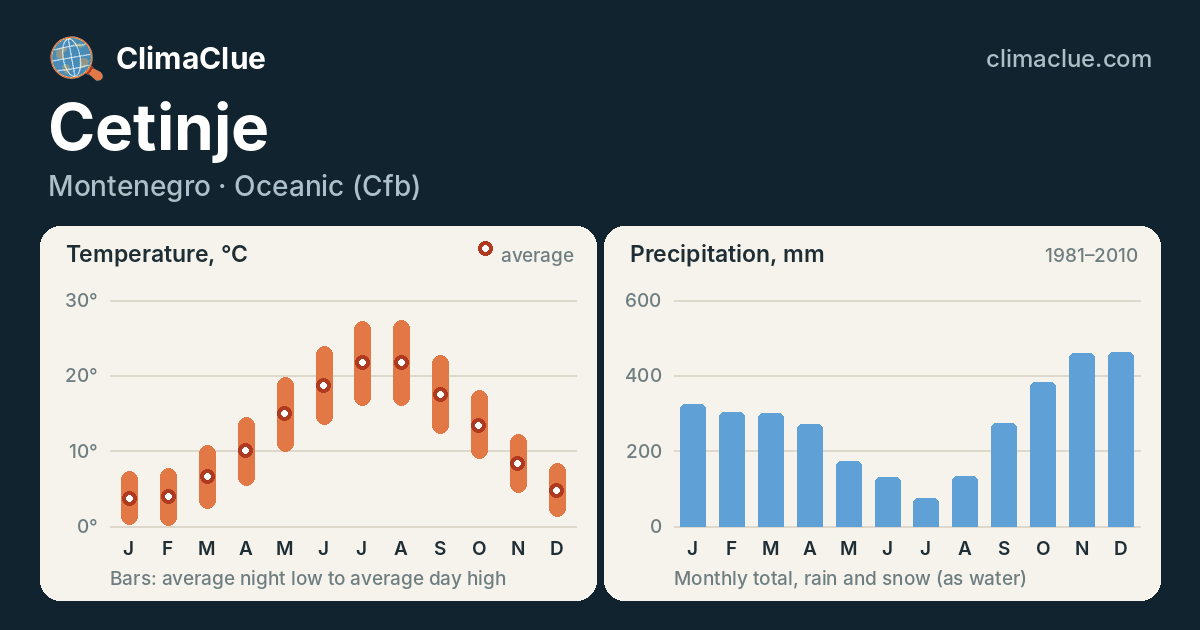 ClimaClue
climaclue.com
Cetinje
Montenegro · Oceanic (Cfb)
Temperature, °C
average
30°
20°
10°
0°
J F M A M J J A S O N D
Bars: average night low to average day high
Precipitation, mm
1981–2010
600
400
200
0
J F M A M J J A S O N D
Monthly total, rain and snow (as water)